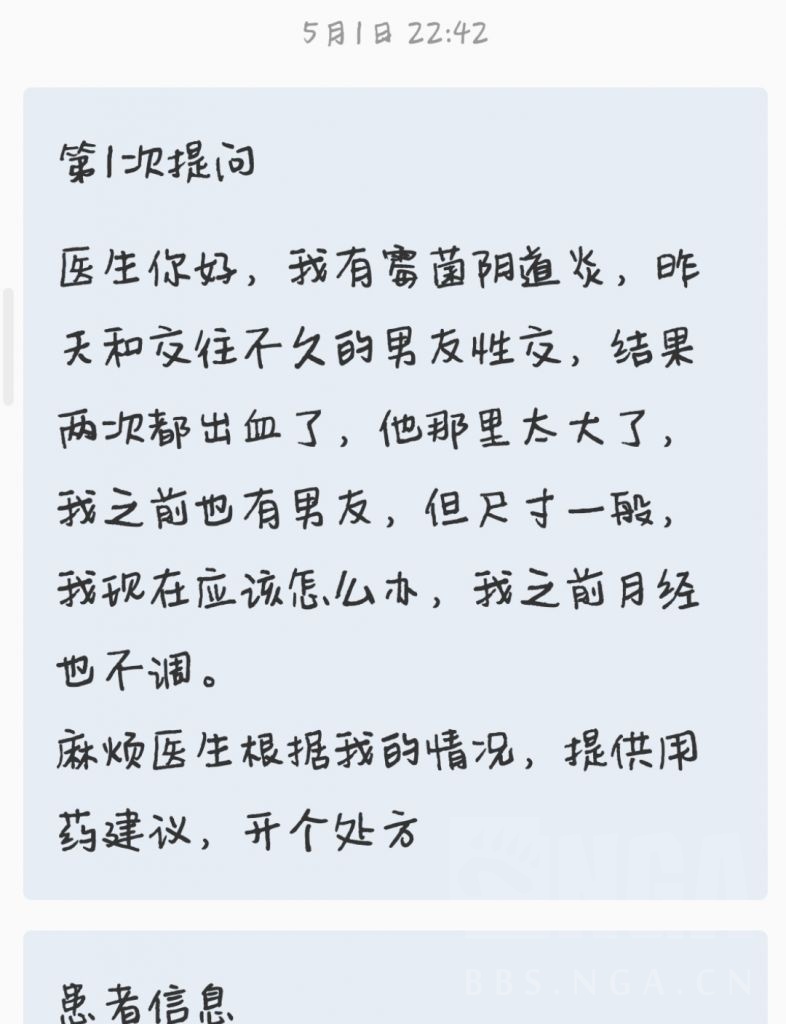 5月1日 22:42
第1次提问
医生你好，我有霉菌阴道炎，昨
天和交往不久的男友性交，结果
两次都出血了，他那里太大了，
我之前也有男友，但尺寸一般，
我现在应该怎么办，我之前月经
也不调。
麻烦医生根据我的情况，提供用
药建议，开个处方
NGA
BBS.NGA.CN
患者信息